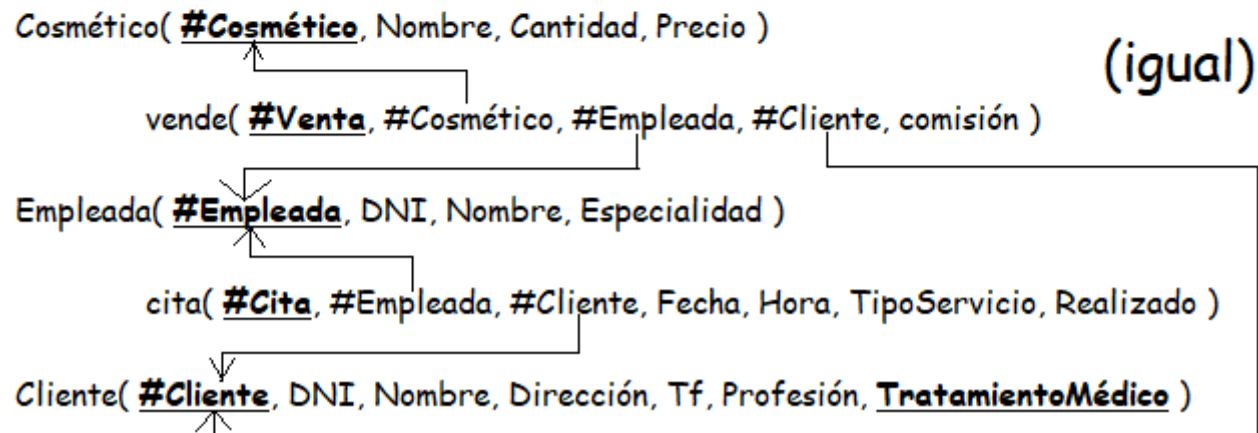 Cosmético( #Cosmético, Nombre, Cantidad, Precio )
(igual)
vende( #Venta, #Cosmético, #Empleada, #Cliente, comisión )
Empleada( #Empleada, DNI, Nombre, Especialidad )
cita( #Cita, #Empleada, #Cliente, Fecha, Hora, TipoServicio, Realizado )
Cliente( #Cliente, DNI, Nombre, Dirección, Tf, Profesión, TratamientoMédico )